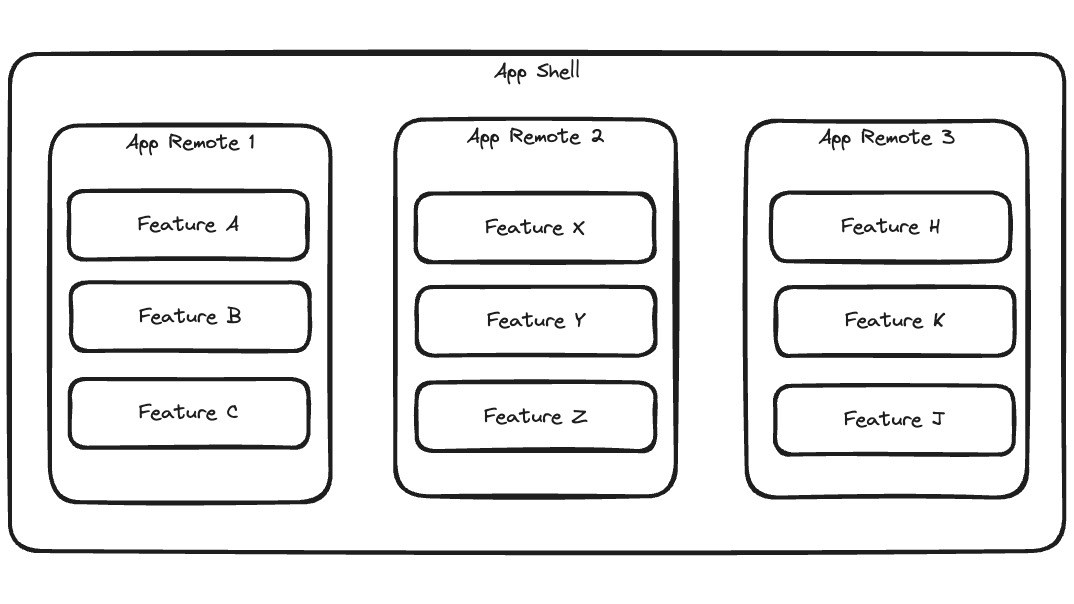 App Shell
App Remote 1
Feature A
Feature B
Feature C
App Remote 2
Feature X
Feature Y
Feature Z
App Remote 3
Feature H
Feature K
Feature J